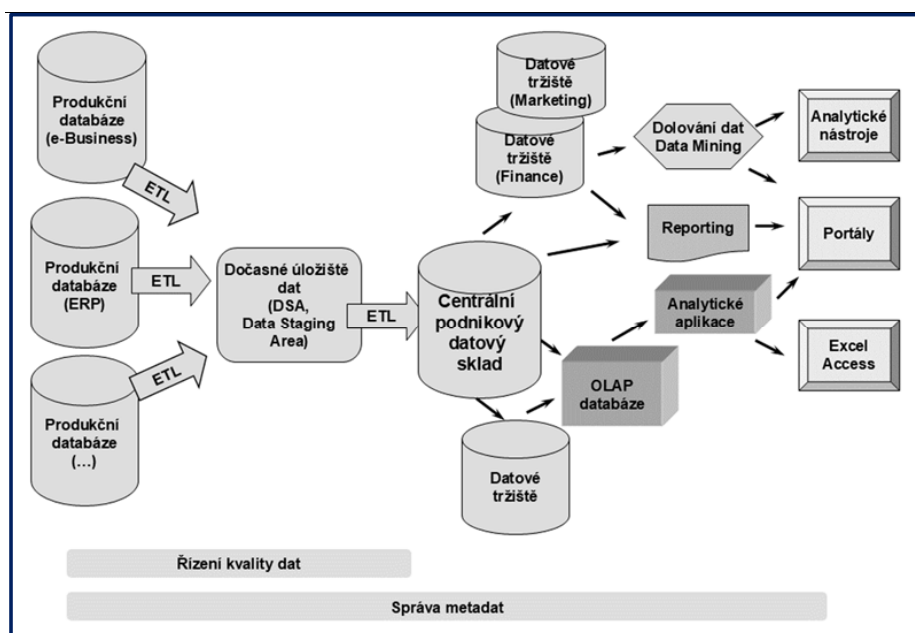 Produkční
databáze
(e-Business)
ETL
Produkční
databáze
(ERP)
ETL
Produkční
databáze
(…)
ETL
Dočasné úložiště
dat
(DSA,
Data Staging
Area)
ETL
Centrální
podnikový
datový
sklad
Datové
tržiště
(Marketing)
Datové
tržiště
(Finance)
Datové
tržiště
Dolování dat
Data Mining
Reporting
Analytické
aplikace
OLAP
databáze
Analytické
nástroje
Portály
Excel
Access
Řízení kvality dat
Správa metadat